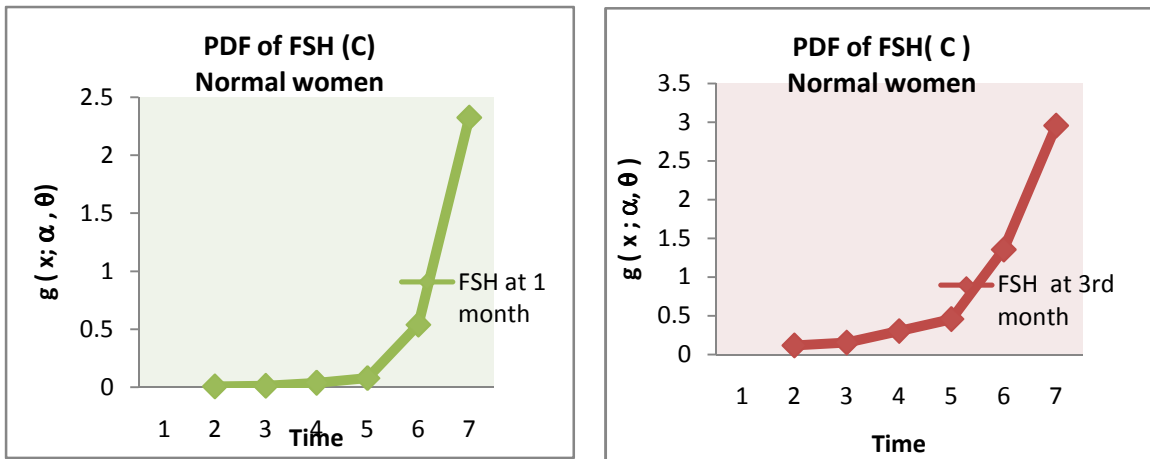 PDF of FSH (C)
Normal women
2.5
2
1.5
1
0.5
0
g ( x; α , θ)
FSH at 1
month
1 2 3 4 5 6 7
Time
PDF of FSH( C )
Normal women
3.5
3
2.5
2
1.5
1
0.5
0
g ( x ; α, θ )
FSH at 3rd
month
1 2 3 4 5 6 7
Time